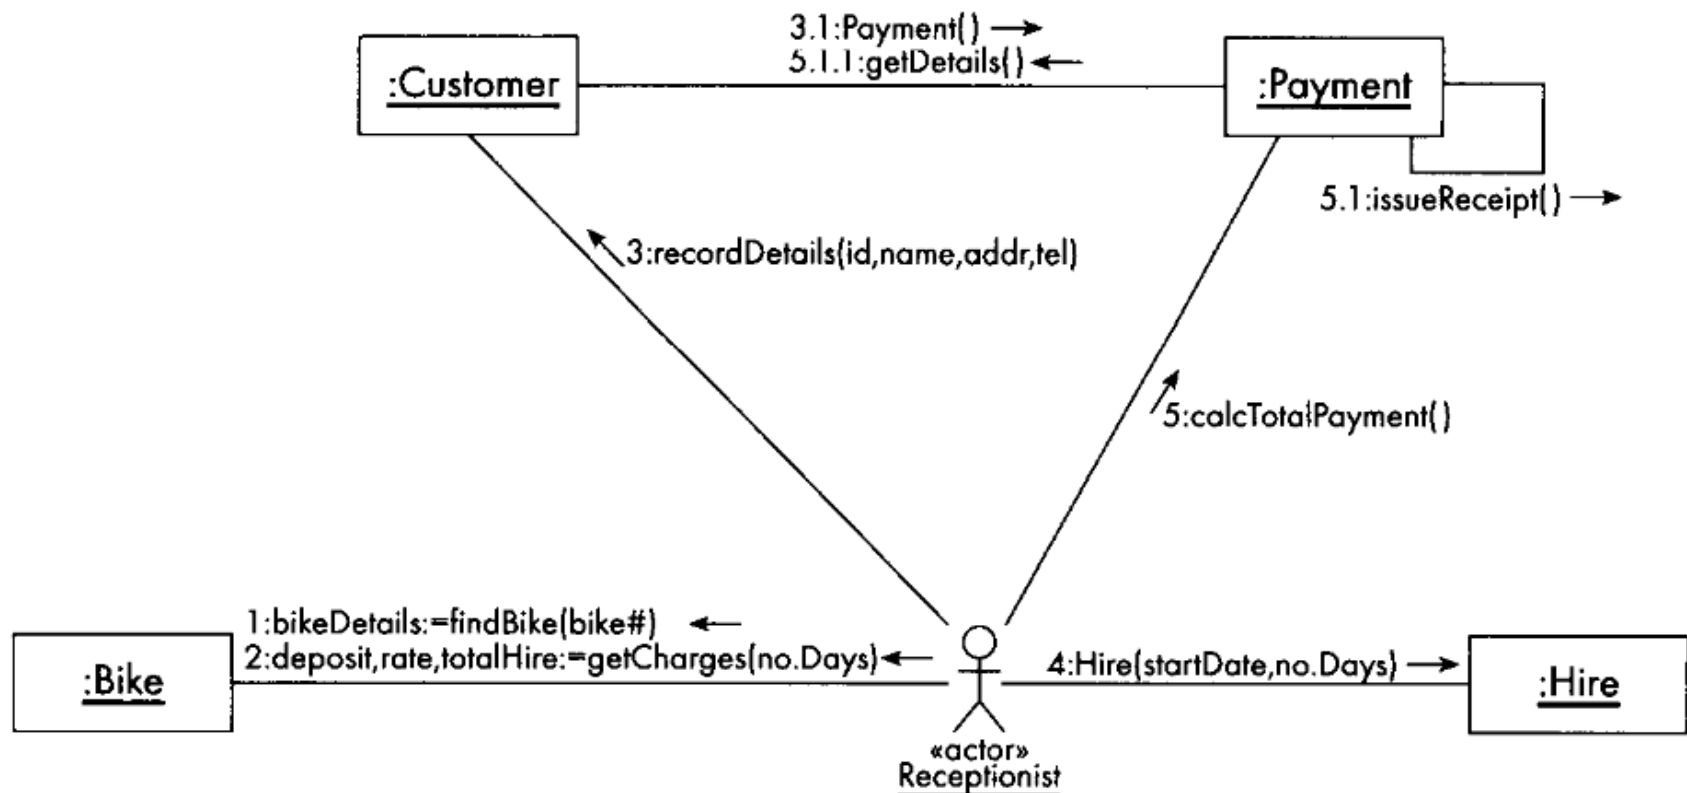 3.1:Payment()
:Customer
5.1.1:getDetails()
:Payment
5.1:issueReceipt()
3:recordDetails(id,name,addr,tel)
5:calcTotalPayment()
1:bikeDetails:=findBike(bike#)
2:deposit,rate,totalHire:=getCharges(no.Days)
:Bike
4:Hire(startDate,no.Days)
:Hire
«actor»
Receptionist